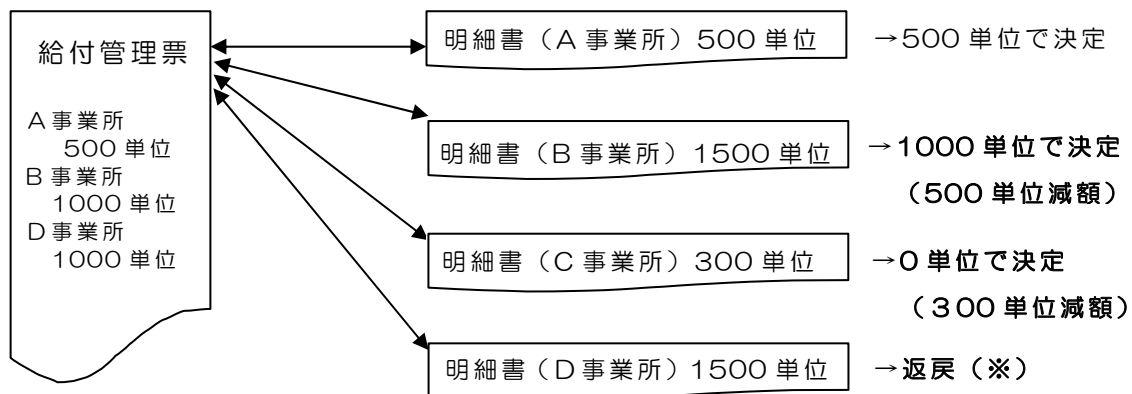 給付管理票
A事業所
500単位
B事業所
1000単位
D事業所
1000単位
明細書（A事業所）500単位
→500単位で決定
明細書（B事業所）1500単位
→1000単位で決定
（500単位減額）
明細書（C事業所）300単位
→0単位で決定
（300単位減額）
明細書（D事業所）1500単位
→返戻（※）